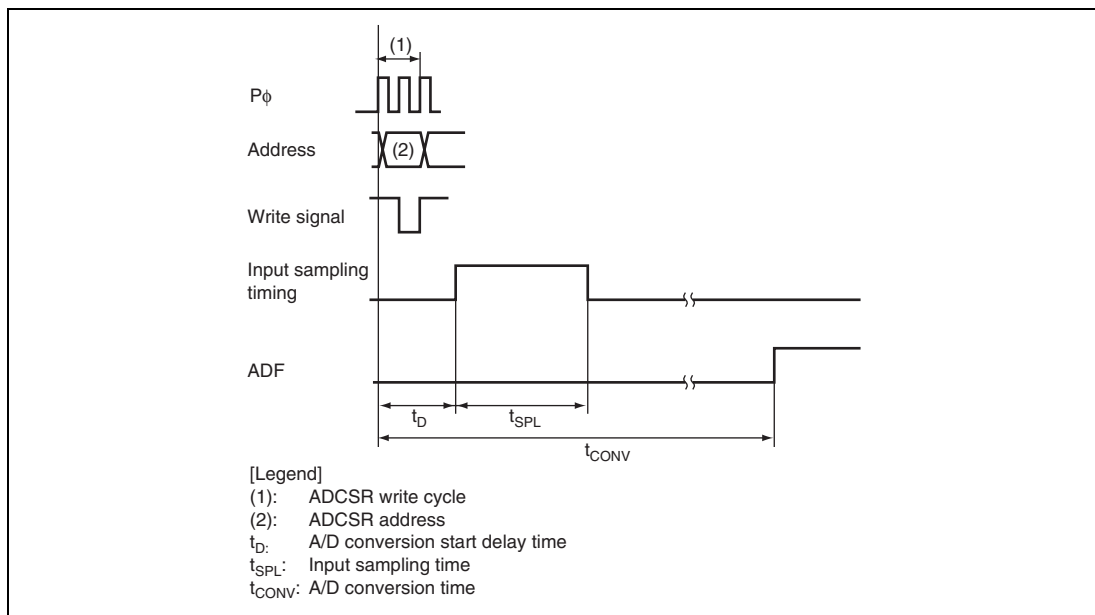 (1)
Pϕ
Address
(2)
Write signal
Input sampling
timing
ADF
tD
tSPL
tCONV
[Legend]
(1): ADCSR write cycle
(2): ADCSR address
tD: A/D conversion start delay time
tSPL: Input sampling time
tCONV: A/D conversion time